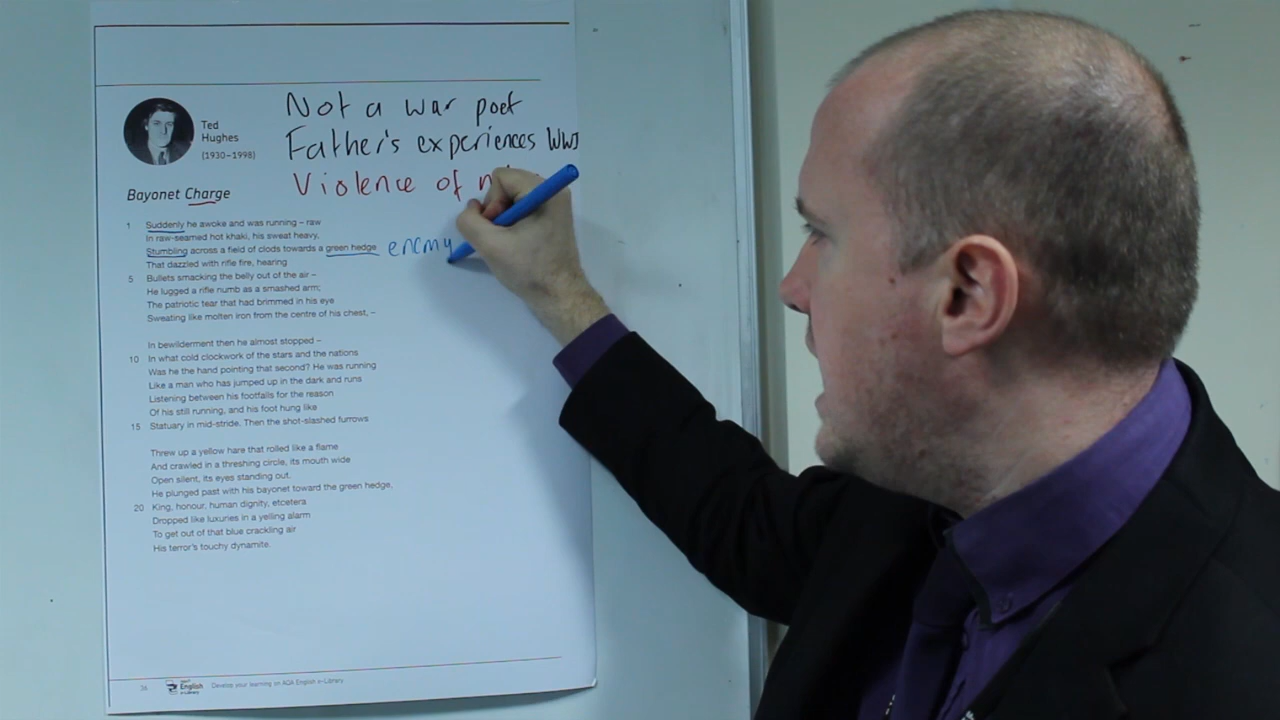 Ted
Hughes
(1930–1998)
Not a war poet
Father's experiences WW1
Violence of
Bayonet Charge
1 Suddenly he awoke and was running – raw
In raw-seamed hot khaki, his sweat heavy,
Stumbling across a field of clods towards a green hedge enemy
That dazzled with rifle fire, hearing
5 Bullets smacking the belly out of the air –
He lugged a rifle numb as a smashed arm;
The patriotic tear that had brimmed in his eye
Sweating like molten iron from the centre of his chest, –
In bewilderment then he almost stopped –
10 In what cold clockwork of the stars and the nations
Was he the hand pointing that second? He was running
Like a man who has jumped up in the dark and runs
Listening between his footfalls for the reason
Of his still running, and his foot hung like
15 Statuary in mid-stride. Then the shot-slashed furrows
Threw up a yellow hare that rolled like a flame
And crawled in a threshing circle, its mouth wide
Open silent, its eyes standing out.
He plunged past with his bayonet toward the green hedge,
20 King, honour, human dignity, etcetera
Dropped like luxuries in a yelling alarm
To get out of that blue crackling air
His terror's touchy dynamite.
36 English e-Library Develop your learning on AQA English e-Library